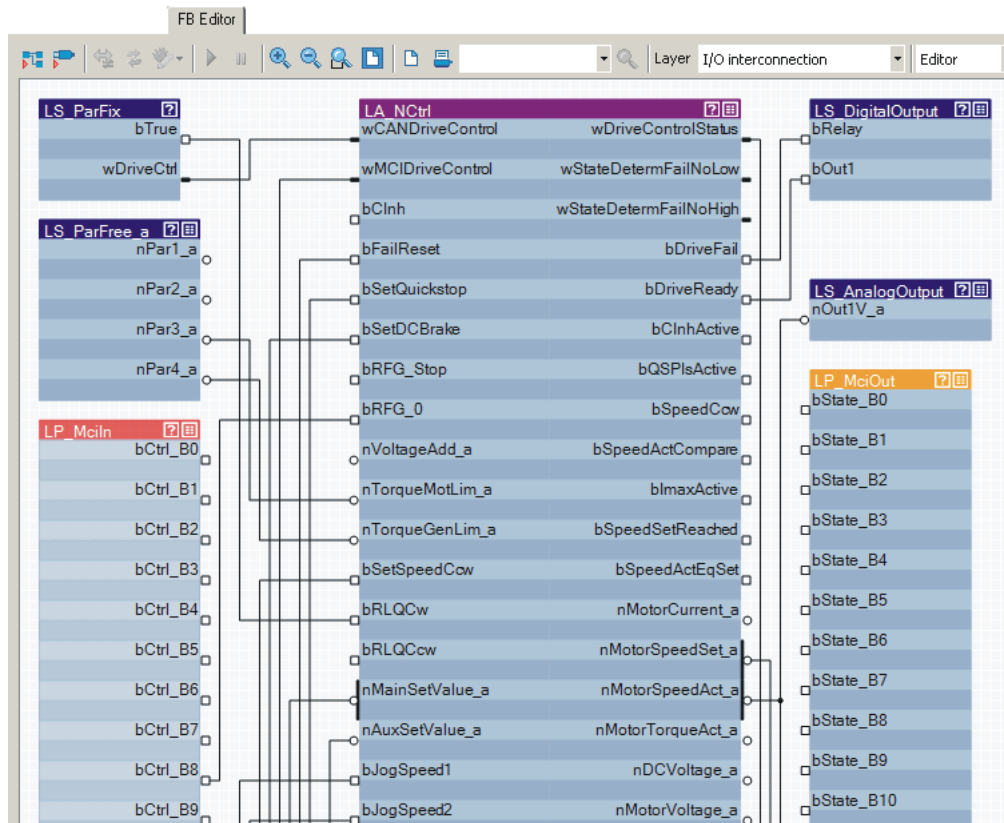 FB Editor
Layer I/O interconnection Editor
LS_ParFix
bTrue
wDriveCtrl
LS_ParFree_a
nPar1_a
nPar2_a
nPar3_a
nPar4_a
LP_MciIn
bCtrl_B0
bCtrl_B1
bCtrl_B2
bCtrl_B3
bCtrl_B4
bCtrl_B5
bCtrl_B6
bCtrl_B7
bCtrl_B8
bCtrl_B9
LA_NCtrl
wCANDriveControl wDriveControlStatus
wMCIDriveControl wStateDetermFailNoLow
bCInh wStateDetermFailNoHigh
bFailReset bDriveFail
bSetQuickstop bDriveReady
bSetDCBrake bCInhActive
bRFG_Stop bQSPIsActive
bRFG_0 bSpeedCcw
nVoltageAdd_a bSpeedActCompare
nTorqueMotLim_a bImaxActive
nTorqueGenLim_a bSpeedSetReached
bSetSpeedCcw bSpeedActEqSet
bRLQCw nMotorCurrent_a
bRLQCcw nMotorSpeedSet_a
nMainSetValue_a nMotorSpeedAct_a
nAuxSetValue_a nMotorTorqueAct_a
bJogSpeed1 nDCVoltage_a
bJogSpeed2 nMotorVoltage_a
LS_DigitalOutput
bRelay
bOut1
LS_AnalogOutput
nOut1V_a
LP_MciOut
bState_B0
bState_B1
bState_B2
bState_B3
bState_B4
bState_B5
bState_B6
bState_B7
bState_B8
bState_B9
bState_B10